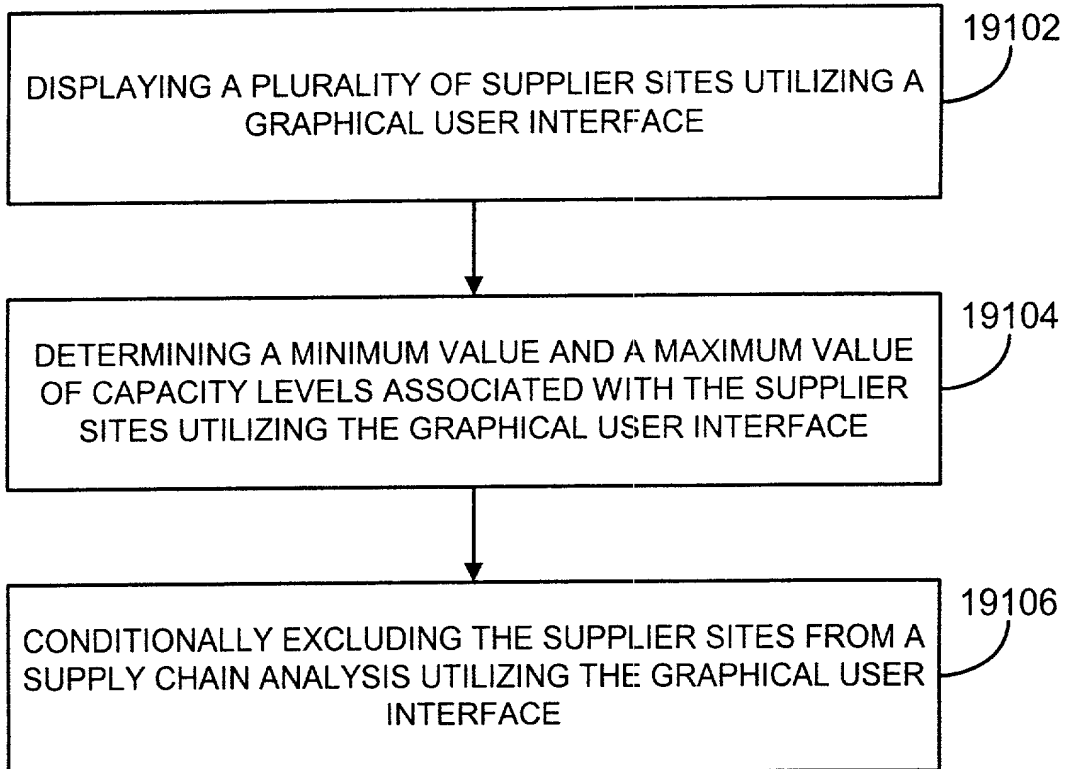 19102
DISPLAYING A PLURALITY OF SUPPLIER SITES UTILIZING A
GRAPHICAL USER INTERFACE
19104
DETERMINING A MINIMUM VALUE AND A MAXIMUM VALUE
OF CAPACITY LEVELS ASSOCIATED WITH THE SUPPLIER
SITES UTILIZING THE GRAPHICAL USER INTERFACE
19106
CONDITIONALLY EXCLUDING THE SUPPLIER SITES FROM A
SUPPLY CHAIN ANALYSIS UTILIZING THE GRAPHICAL USER
INTERFACE